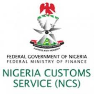 FEDERAL GOVERNMENT OF NIGERIA
FEDERAL MINISTRY OF FINANCE
NIGERIA CUSTOMS
SERVICE (NCS)